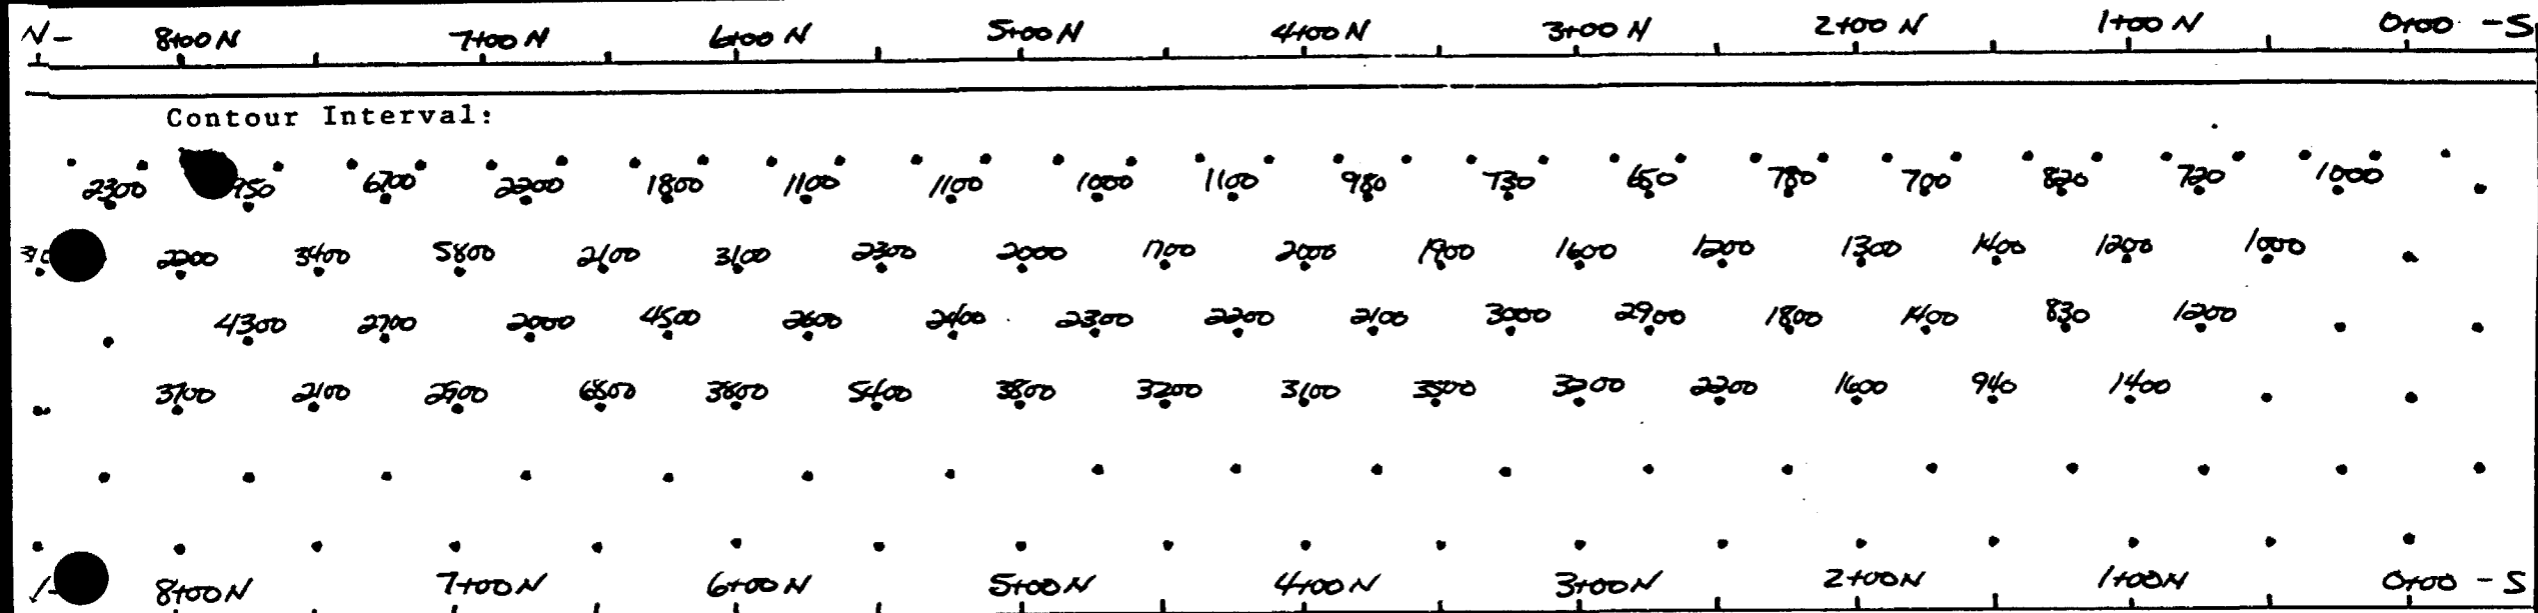 N- 8+00 N 7+00 N 6+00 N 5+00 N 4+00 N 3+00 N 2+00 N 1+00 N 0+00 -S
Contour Interval:
2300 950 6700 2200 1800 1100 1100 1000 1100 980 730 650 780 700 820 720 1000
2200 3400 5800 2100 3100 2300 2000 1700 2000 1900 1600 1200 1300 1400 1200 1000
4300 2700 2000 4500 2600 2400 2300 2200 2100 3000 2900 1800 1400 830 1200
3700 2100 2900 6800 3800 5400 3800 3200 3100 3500 3200 2200 1600 940 1400
8+00N 7+00N 6+00N 5+00N 4+00N 3+00N 2+00N 1+00N 0+00 -S